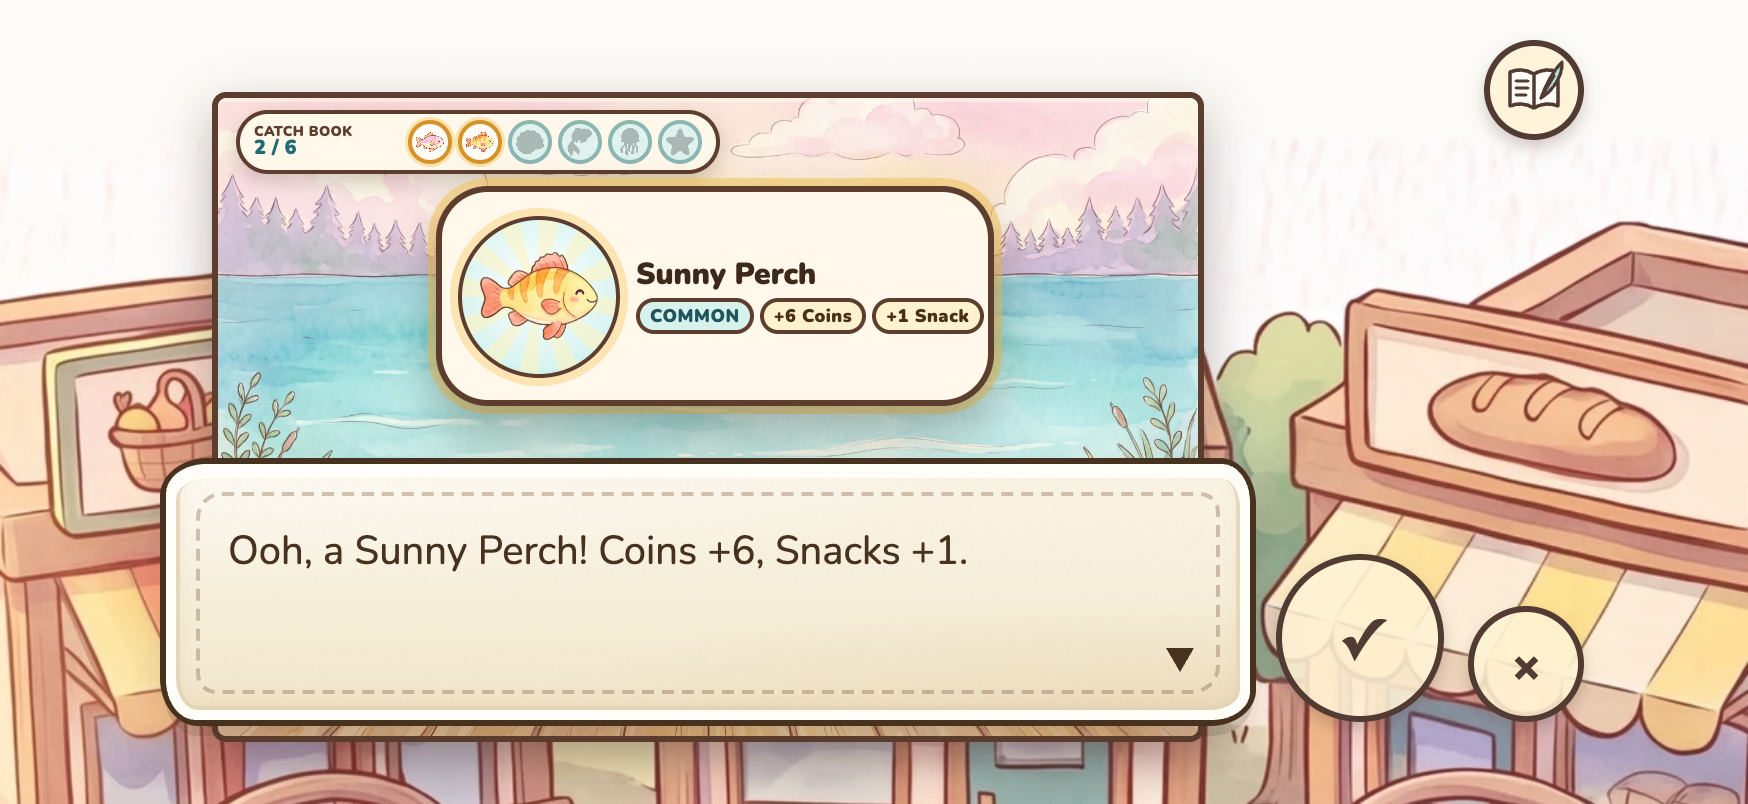 CATCH BOOK
2 / 6
Sunny Perch
COMMON +6 Coins +1 Snack
Ooh, a Sunny Perch! Coins +6, Snacks +1.